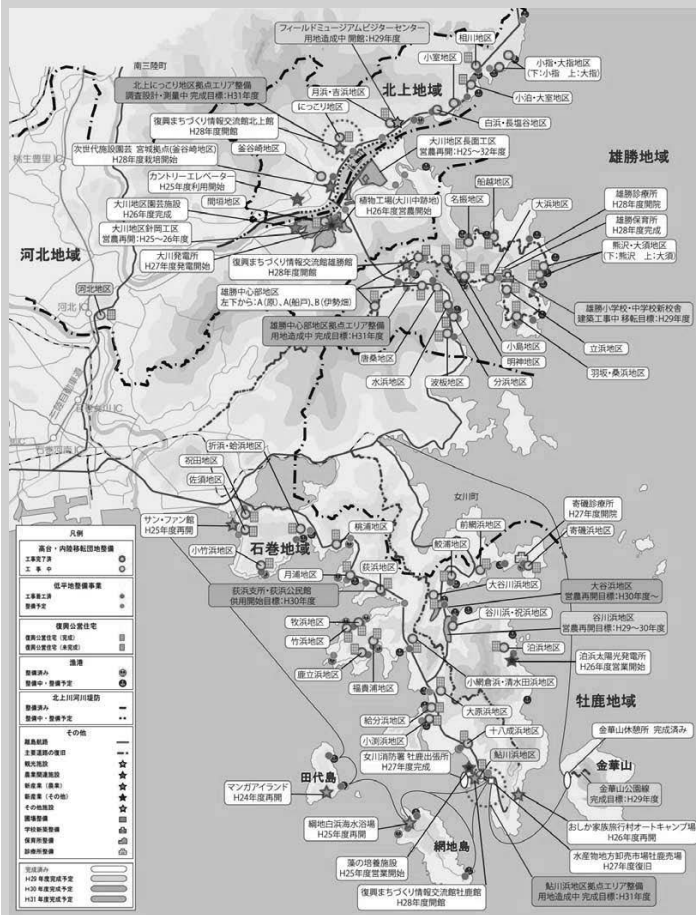 フィールドミュージアムビジターセンター
用地造成中 開館：H29年度
相川地区
小室地区
小指・大指地区
（下：小指 上：大指）
南三陸町
月浜・吉浜地区
北上地域
北上にっこり地区拠点エリア整備
調査設計・測量中 完成目標：H31年度
にっこり地区
小泊・大室地区
復興まちづくり情報交流館北上館
H28年度開館
白浜・長塩谷地区
次世代施設園芸 宮城拠点(釜谷崎地区)
H28年度栽培開始
釜谷崎地区
大川地区長面工区
営農再開：H25～32年度
雄勝地域
カントリーエレベーター
H25年度利用開始
船越地区
雄勝診療所
H28年度開院
大川地区園芸施設
H26年度完成
間垣地区
植物工場(大川中跡地)
H26年度営農開始
名振地区
大浜地区
雄勝保育所
H28年度完成
大川地区針岡工区
営農再開：H25～26年度
熊沢・大須地区
（下：熊沢 上：大須）
河北地域
大川発電所
H27年度発電開始
復興まちづくり情報交流館雄勝館
H28年度開館
河北地区
河北IC
雄勝中心部地区
左下から：A（原）、A(船戸)、B（伊勢畑）
雄勝小学校・中学校新校舎
建築工事中 移転目標：H29年度
雄勝中心部地区拠点エリア整備
用地造成中 完成目標：H31年度
小島地区
立浜地区
唐桑地区
明神地区
羽坂・桑浜地区
水浜地区
波板地区
分浜地区
折浜・蛤浜地区
祝田地区
佐須地区
女川町
サン・ファン館
H25年度再開
桃浦地区
前網浜地区
寄磯診療所
H27年度開院
鮫浦地区
寄磯浜地区
石巻地域
小竹浜地区
荻浜地区
月浦地区
大谷川浜地区
大谷浜地区
営農再開目標：H30年度～
荻浜支所・荻浜公民館
供用開始目標：H30年度
谷川浜・祝浜地区
谷川浜地区
営農再開目標：H29～30年度
牧浜地区
竹浜地区
泊浜地区
泊浜太陽光発電所
H26年度営業開始
鹿立浜地区
小網倉浜・清水田浜地区
福貴浦地区
牡鹿地域
大原浜地区
給分浜地区
十八成浜地区
小渕浜地区
金華山休憩所 完成済み
女川消防署 牡鹿出張所
H27年度完成
鮎川浜地区
金華山
田代島
マンガアイランド
H24年度再開
金華山公園線
完成目標：H29年度
おしか家族旅行村オートキャンプ場
H26年度再開
網地白浜海水浴場
H25年度再開
網地島
水産物地方卸売市場牡鹿売場
H27年度復旧
藻の培養施設
H25年度営業開始
復興まちづくり情報交流館牡鹿館
H28年度開館
鮎川浜地区拠点エリア整備
用地造成中 完成目標：H31年度
凡例
高台・内陸移転団地整備
工事完了済
工事中
低平地整備事業
工事着工済
整備予定
復興公営住宅
復興公営住宅（完成）
復興公営住宅（未完成）
漁港
整備済み
整備中・整備予定
北上川河川堤防
整備済み
整備中・整備予定
その他
離島航路
主要道路の復旧
観光施設
農業関連施設
新産業（農業）
新産業（その他）
その他施設
圃場整備
学校新築整備
保育所整備
診療所整備
完成済み
H29年度完成予定
H30年度完成予定
H31年度完成予定